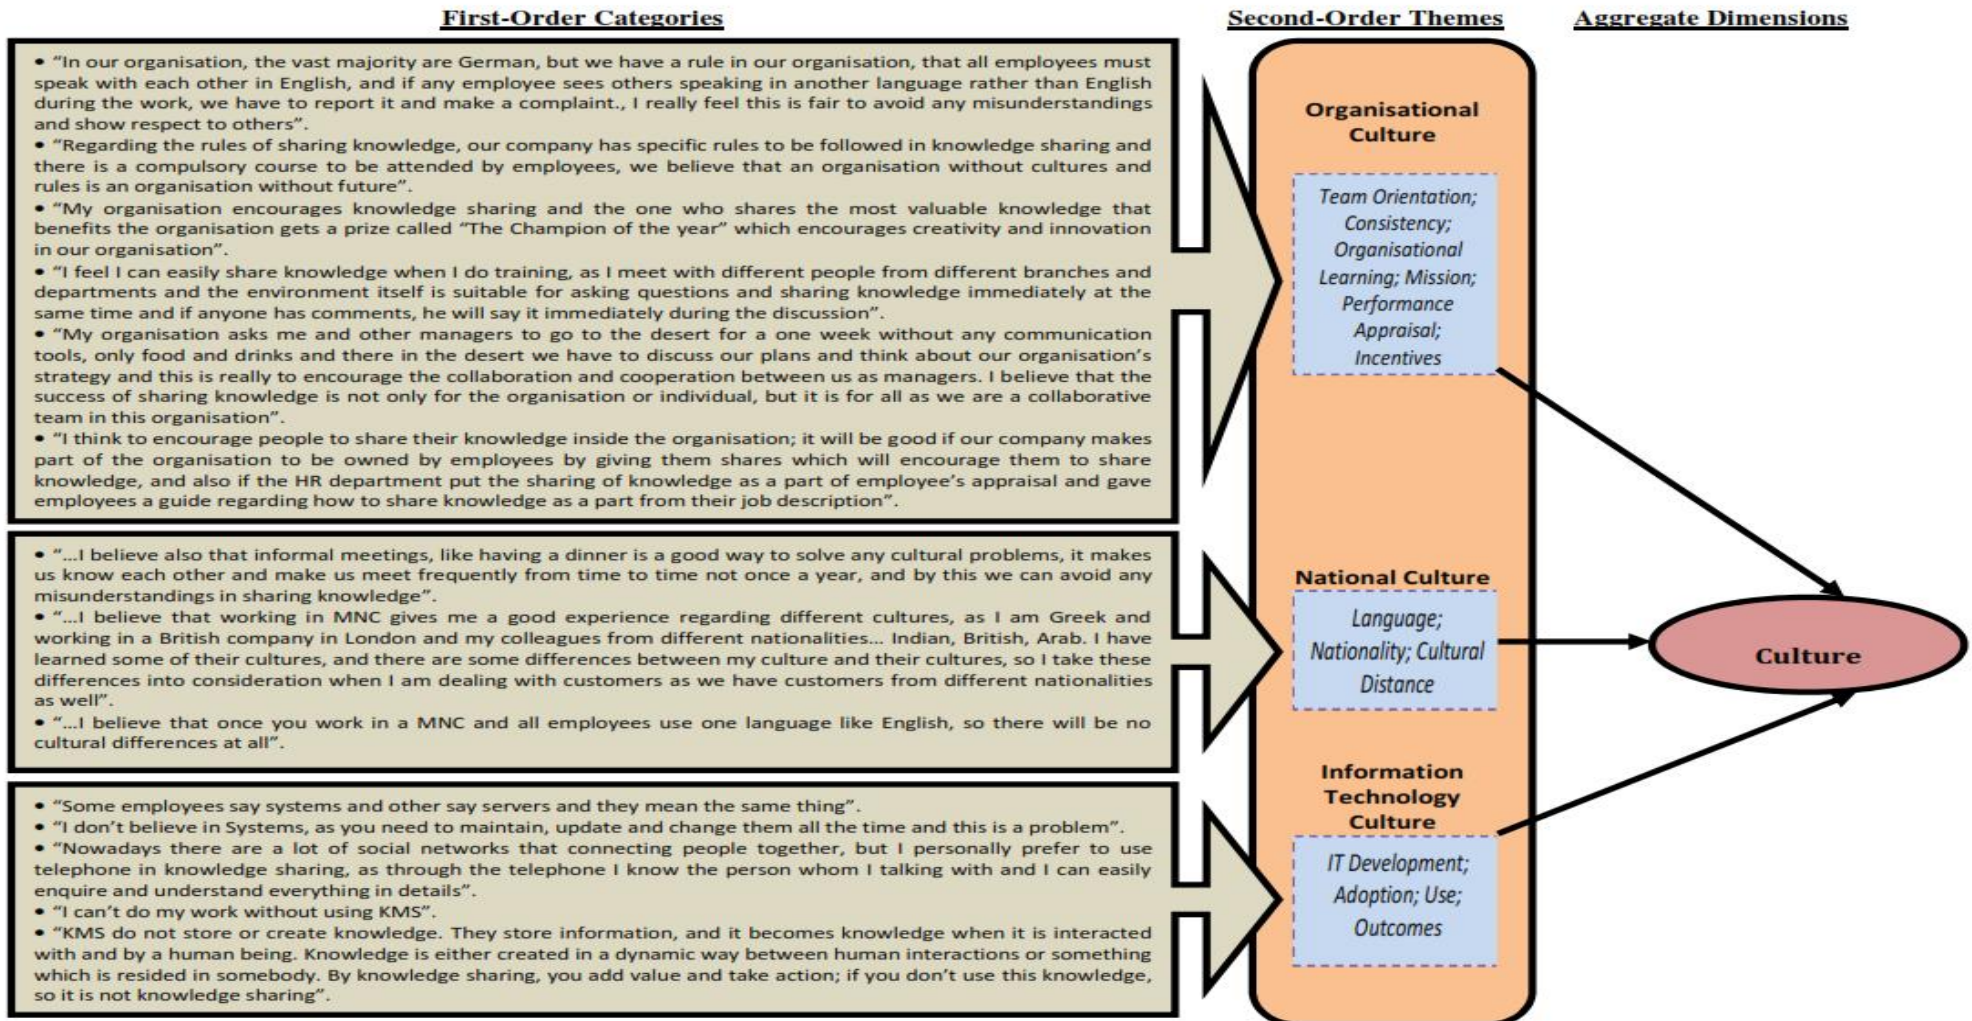 First-Order Categories
Second-Order Themes
Aggregate Dimensions
• “In our organisation, the vast majority are German, but we have a rule in our organisation, that all employees must
speak with each other in English, and if any employee sees others speaking in another language rather than English
during the work, we have to report it and make a complaint., I really feel this is fair to avoid any misunderstandings
and show respect to others”.
• “Regarding the rules of sharing knowledge, our company has specific rules to be followed in knowledge sharing and
there is a compulsory course to be attended by employees, we believe that an organisation without cultures and
rules is an organisation without future”.
• “My organisation encourages knowledge sharing and the one who shares the most valuable knowledge that
benefits the organisation gets a prize called “The Champion of the year” which encourages creativity and innovation
in our organisation”.
• “I feel I can easily share knowledge when I do training, as I meet with different people from different branches and
departments and the environment itself is suitable for asking questions and sharing knowledge immediately at the
same time and if anyone has comments, he will say it immediately during the discussion”.
• “My organisation asks me and other managers to go to the desert for a one week without any communication
tools, only food and drinks and there in the desert we have to discuss our plans and think about our organisation’s
strategy and this is really to encourage the collaboration and cooperation between us as managers. I believe that the
success of sharing knowledge is not only for the organisation or individual, but it is for all as we are a collaborative
team in this organisation”.
• “I think to encourage people to share their knowledge inside the organisation; it will be good if our company makes
part of the organisation to be owned by employees by giving them shares which will encourage them to share
knowledge, and also if the HR department put the sharing of knowledge as a part of employee’s appraisal and gave
employees a guide regarding how to share knowledge as a part from their job description”.
Organisational
Culture
Team Orientation;
Consistency;
Organisational
Learning; Mission;
Performance
Appraisal;
Incentives
• “…I believe also that informal meetings, like having a dinner is a good way to solve any cultural problems, it makes
us know each other and make us meet frequently from time to time not once a year, and by this we can avoid any
misunderstandings in sharing knowledge”.
• “…I believe that working in MNC gives me a good experience regarding different cultures, as I am Greek and
working in a British company in London and my colleagues from different nationalities… Indian, British, Arab. I have
learned some of their cultures, and there are some differences between my culture and their cultures, so I take these
differences into consideration when I am dealing with customers as we have customers from different nationalities
as well”.
• “…I believe that once you work in a MNC and all employees use one language like English, so there will be no
cultural differences at all”.
National Culture
Language;
Nationality; Cultural
Distance
Culture
• “Some employees say systems and other say servers and they mean the same thing”.
• “I don’t believe in Systems, as you need to maintain, update and change them all the time and this is a problem”.
• “Nowadays there are a lot of social networks that connecting people together, but I personally prefer to use
telephone in knowledge sharing, as through the telephone I know the person whom I talking with and I can easily
enquire and understand everything in details”.
• “I can’t do my work without using KMS”.
• “KMS do not store or create knowledge. They store information, and it becomes knowledge when it is interacted
with and by a human being. Knowledge is either created in a dynamic way between human interactions or something
which is resided in somebody. By knowledge sharing, you add value and take action; if you don’t use this knowledge,
so it is not knowledge sharing”.
Information
Technology
Culture
IT Development;
Adoption; Use;
Outcomes